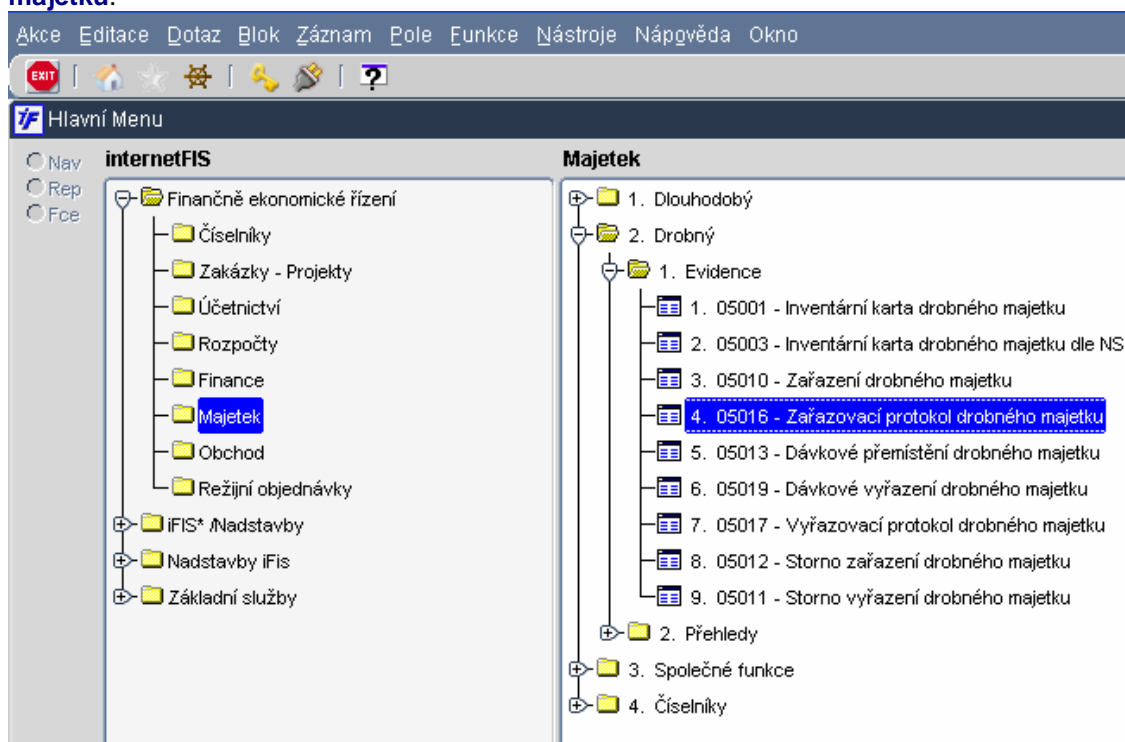 majetku.
Akce Editace Dotaz Blok Záznam Pole Funkce Nástroje Nápověda Okno
EXIT ?
iF Hlavní Menu
Nav
Rep
Fce
internetFIS
Finančně ekonomické řízení
Číselníky
Zakázky - Projekty
Účetnictví
Rozpočty
Finance
Majetek
Obchod
Režijní objednávky
iFIS* /Nadstavby
Nadstavby iFis
Základní služby
Majetek
1. Dlouhodobý
2. Drobný
1. Evidence
1. 05001 - Inventární karta drobného majetku
2. 05003 - Inventární karta drobného majetku dle NS
3. 05010 - Zařazení drobného majetku
4. 05016 - Zařazovací protokol drobného majetku
5. 05013 - Dávkové přemístění drobného majetku
6. 05019 - Dávkové vyřazení drobného majetku
7. 05017 - Vyřazovací protokol drobného majetku
8. 05012 - Storno zařazení drobného majetku
9. 05011 - Storno vyřazení drobného majetku
2. Přehledy
3. Společné funkce
4. Číselníky